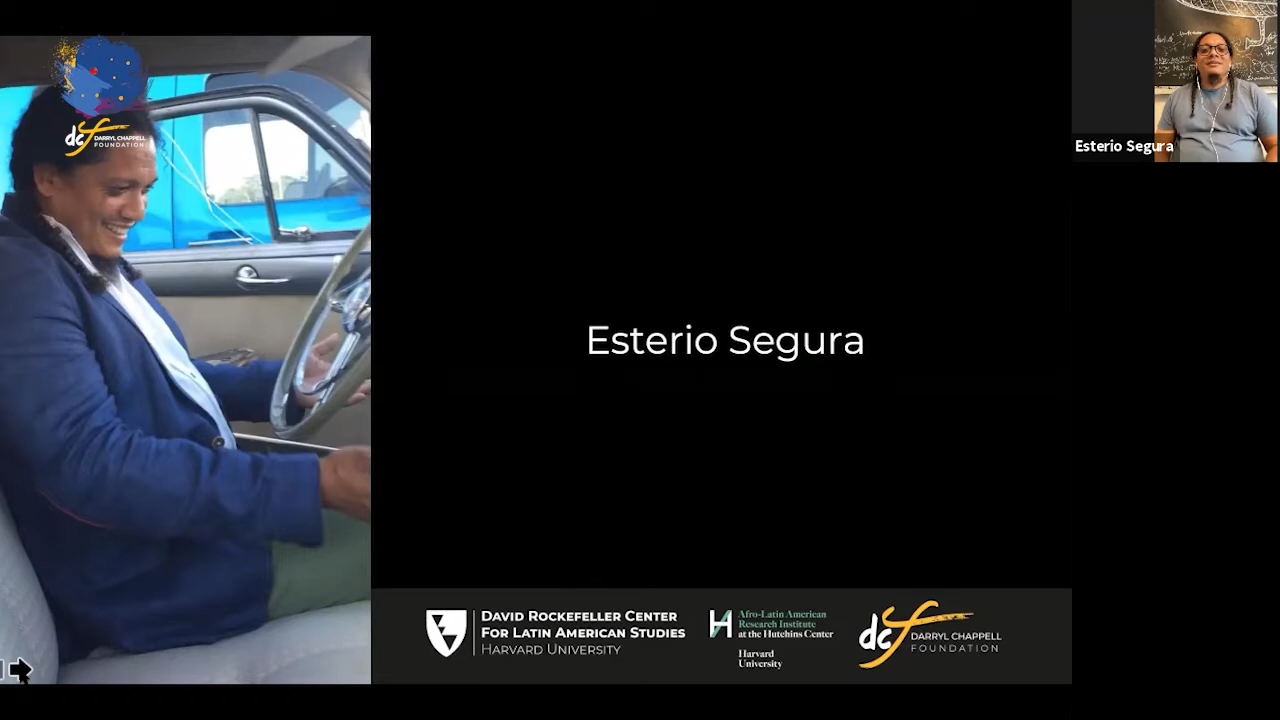 dcf DARRYL CHAPPELL
FOUNDATION
Esterio Segura
Esterio Segura
DAVID ROCKEFELLER CENTER
FOR LATIN AMERICAN STUDIES
HARVARD UNIVERSITY
H Afro-Latin American
Research Institute
at the Hutchins Center
Harvard
University
dcf DARRYL CHAPPELL
FOUNDATION